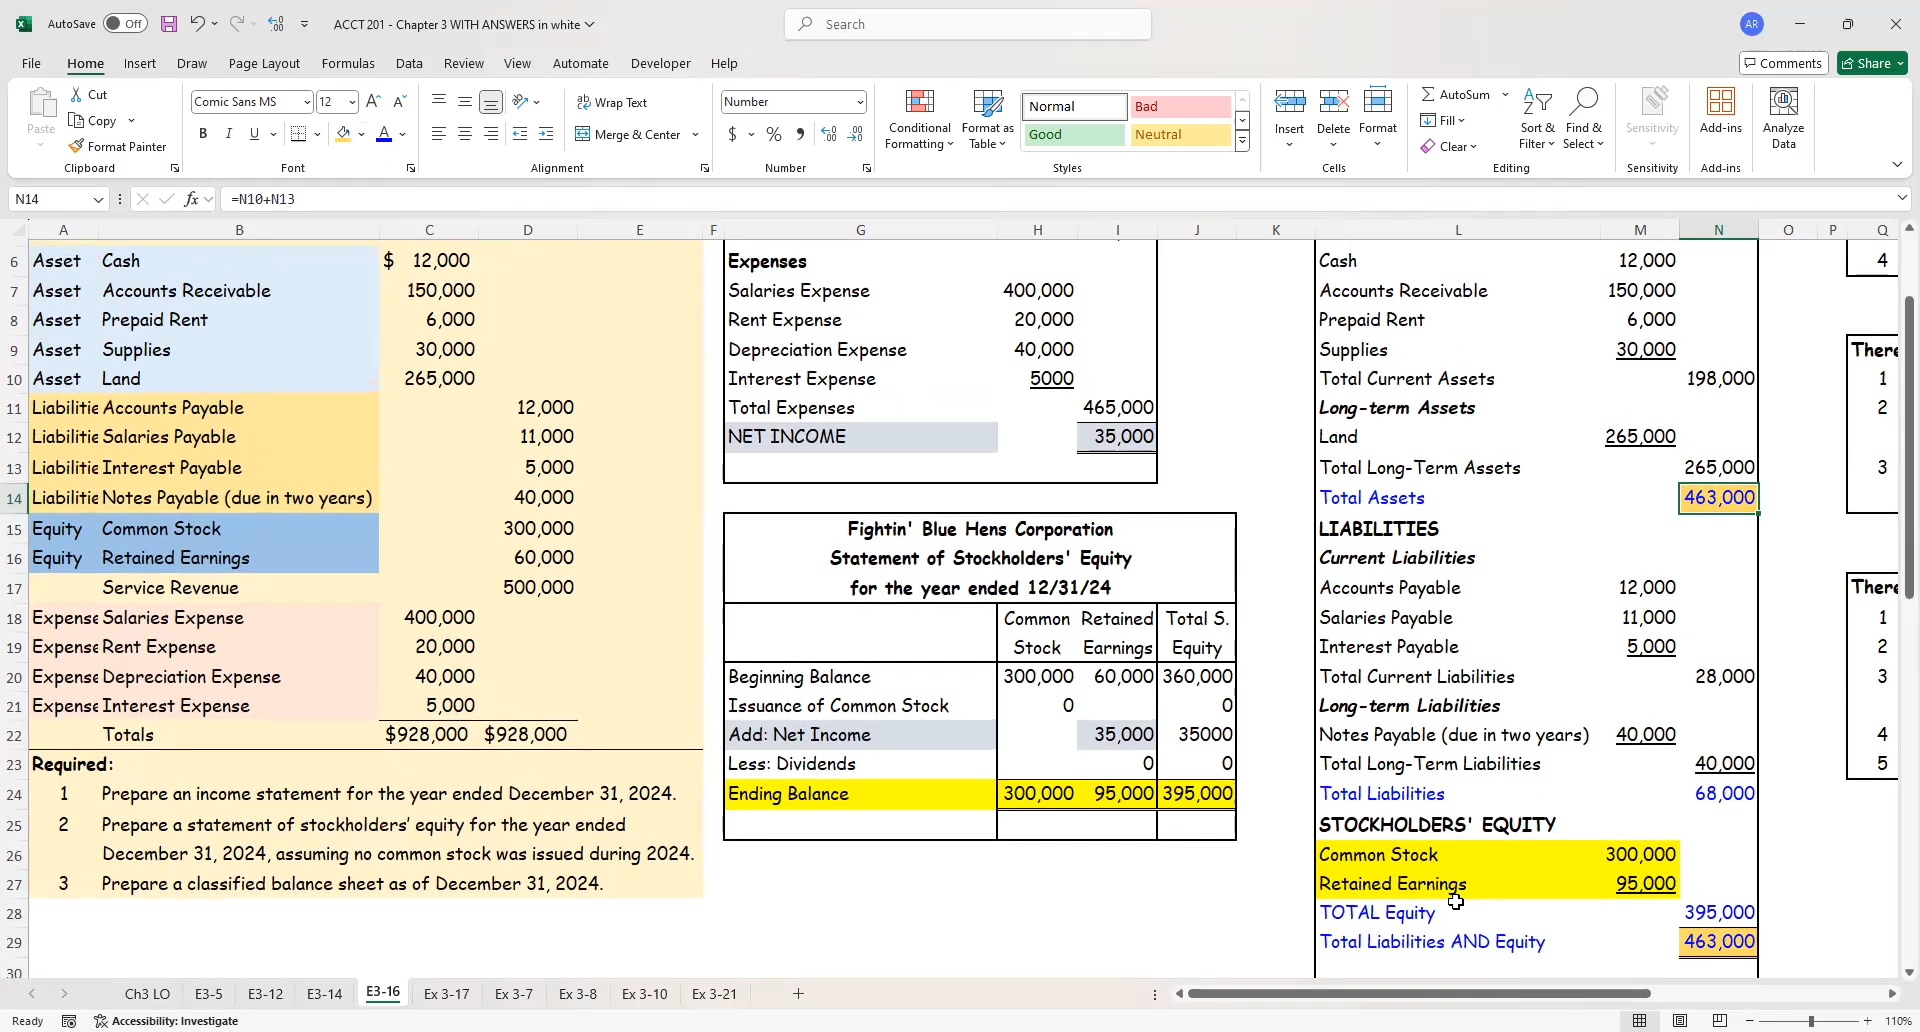 AutoSave Off ACCT 201 - Chapter 3 WITH ANSWERS in white Search AR
File Home Insert Draw Page Layout Formulas Data Review View Automate Developer Help Comments Share
Paste Cut Copy Format Painter Clipboard
Comic Sans MS 12 A A B I U A Font
Wrap Text Merge & Center Alignment
Number $ % , Number
Conditional Formatting Format as Table Normal Bad Good Neutral Styles
Insert Delete Format Cells
AutoSum Fill Clear Sort & Filter Find & Select Editing
Sensitivity Sensitivity
Add-ins Add-ins
Analyze Data
N14 fx =N10+N13
A B C D E F G H I J K L M N O P Q
6 Asset Cash $ 12,000
7 Asset Accounts Receivable 150,000
8 Asset Prepaid Rent 6,000
9 Asset Supplies 30,000
10 Asset Land 265,000
11 Liabilitie Accounts Payable 12,000
12 Liabilitie Salaries Payable 11,000
13 Liabilitie Interest Payable 5,000
14 Liabilitie Notes Payable (due in two years) 40,000
15 Equity Common Stock 300,000
16 Equity Retained Earnings 60,000
17 Service Revenue 500,000
18 Expense Salaries Expense 400,000
19 Expense Rent Expense 20,000
20 Expense Depreciation Expense 40,000
21 Expense Interest Expense 5,000
22 Totals $928,000 $928,000
23 Required:
24 1 Prepare an income statement for the year ended December 31, 2024.
25 2 Prepare a statement of stockholders' equity for the year ended
26 December 31, 2024, assuming no common stock was issued during 2024.
27 3 Prepare a classified balance sheet as of December 31, 2024.
28
29
30
Expenses
Salaries Expense 400,000
Rent Expense 20,000
Depreciation Expense 40,000
Interest Expense 5000
Total Expenses 465,000
NET INCOME 35,000
Fightin' Blue Hens Corporation
Statement of Stockholders' Equity
for the year ended 12/31/24
Common Retained Total S.
Stock Earnings Equity
Beginning Balance 300,000 60,000 360,000
Issuance of Common Stock 0 0
Add: Net Income 35,000 35000
Less: Dividends 0 0
Ending Balance 300,000 95,000 395,000
Cash 12,000
Accounts Receivable 150,000
Prepaid Rent 6,000
Supplies 30,000
Total Current Assets 198,000
Long-term Assets
Land 265,000
Total Long-Term Assets 265,000
Total Assets 463,000
LIABILITIES
Current Liabilities
Accounts Payable 12,000
Salaries Payable 11,000
Interest Payable 5,000
Total Current Liabilities 28,000
Long-term Liabilities
Notes Payable (due in two years) 40,000
Total Long-Term Liabilities 40,000
Total Liabilities 68,000
STOCKHOLDERS' EQUITY
Common Stock 300,000
Retained Earnings 95,000
TOTAL Equity 395,000
Total Liabilities AND Equity 463,000
4
There
1
2
3
There
1
2
3
4
5
Ch3 LO E3-5 E3-12 E3-14 E3-16 Ex 3-17 Ex 3-7 Ex 3-8 Ex 3-10 Ex 3-21
Ready Accessibility: Investigate 110%